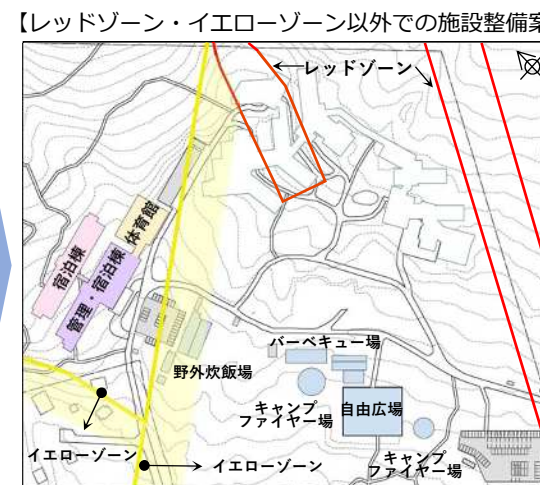 【レッドゾーン・イエローゾーン以外での施設整備案
レッドゾーン
体育館
宿泊棟
管理・宿泊棟
バーベキュー場
野外炊飯場
キャンプ
ファイヤー場
自由広場
イエローゾーン
イエローゾーン
キャンプ
ファイヤー場